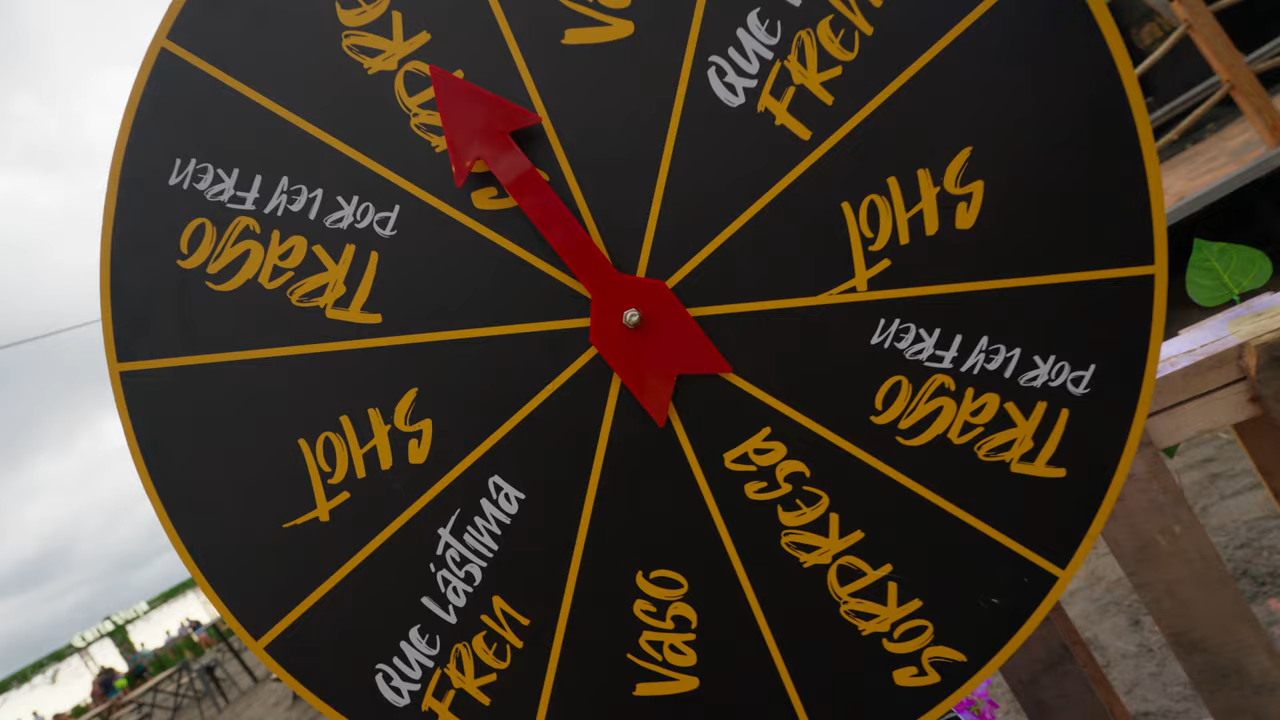 QUE
FREN
SHOT
TRAGO
POR LEY FREN
SORPRESA
VASO
QUE LÁSTIMA
FREN
SHOT
TRAGO
POR LEY FREN